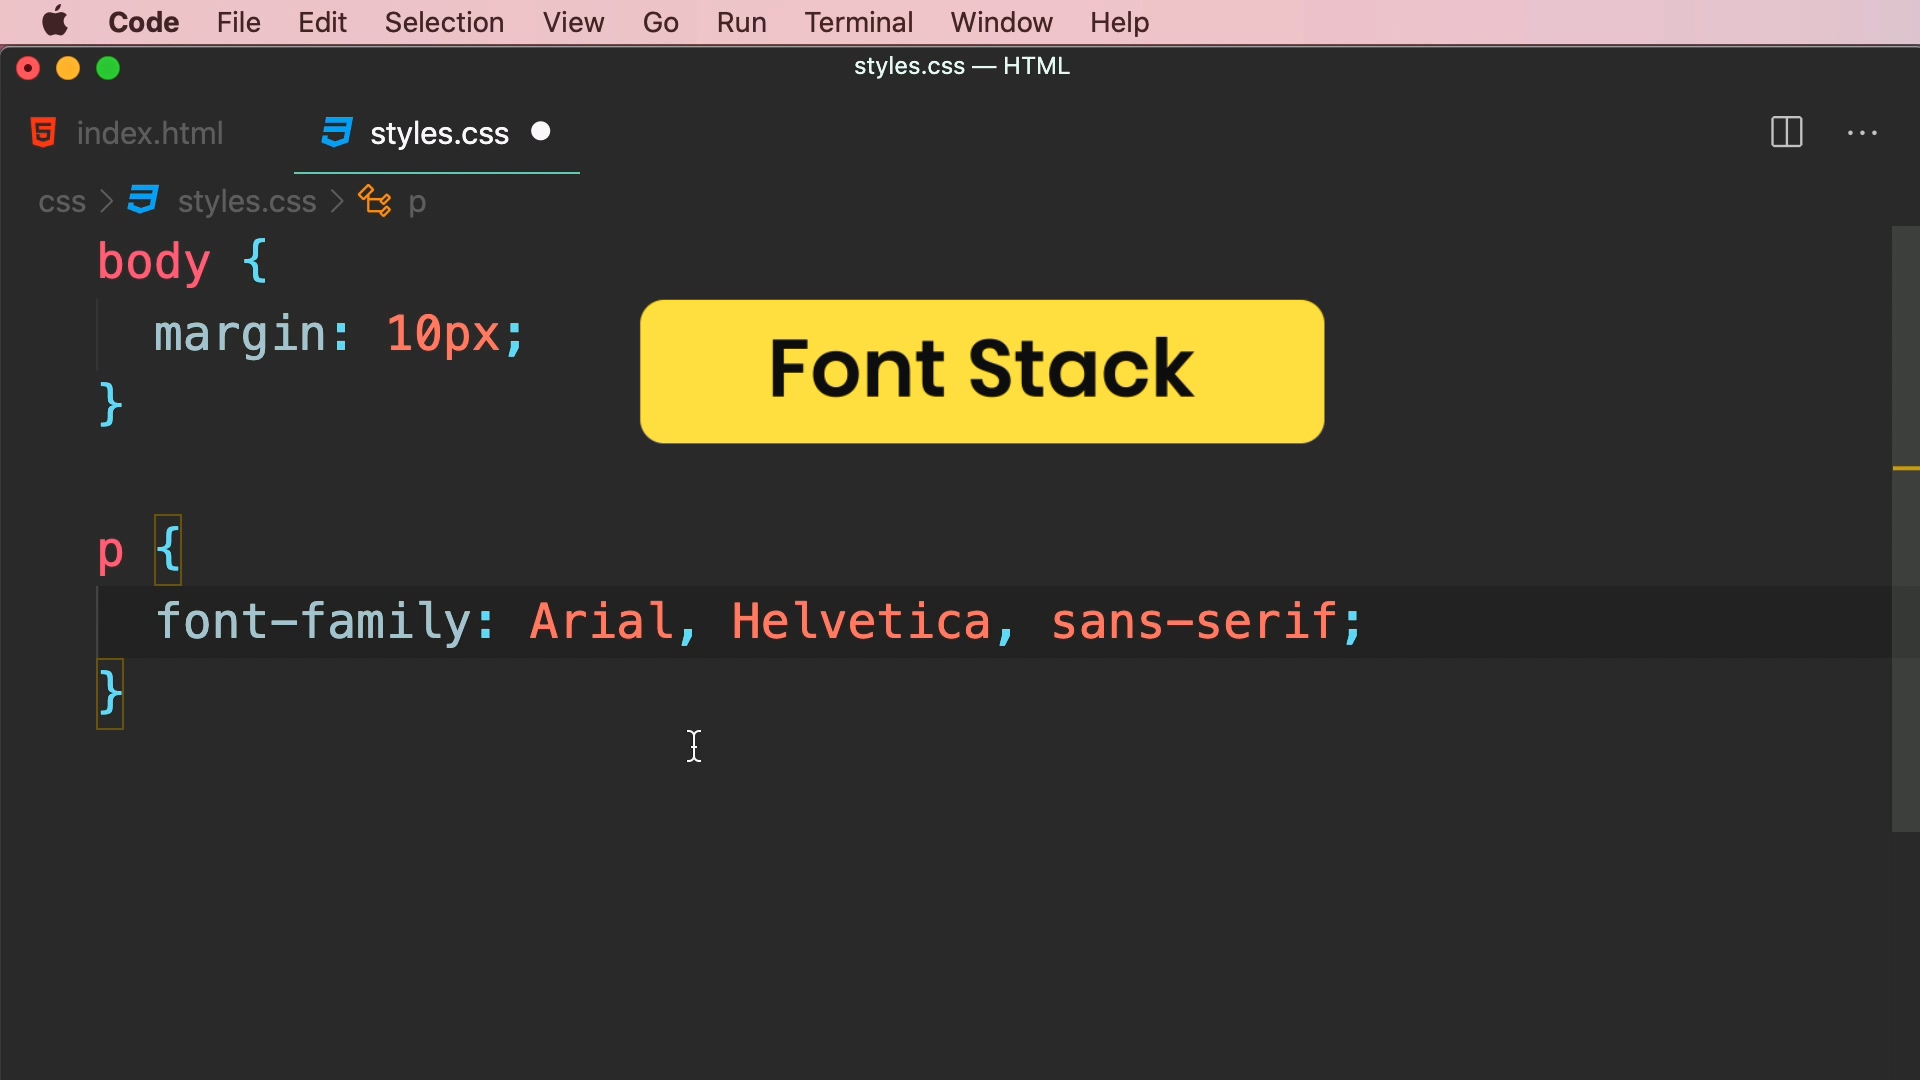 Code File Edit Selection View Go Run Terminal Window Help
styles.css — HTML
index.html styles.css
css > styles.css > p
body {
margin: 10px;
}
Font Stack
p {
font-family: Arial, Helvetica, sans-serif;
}